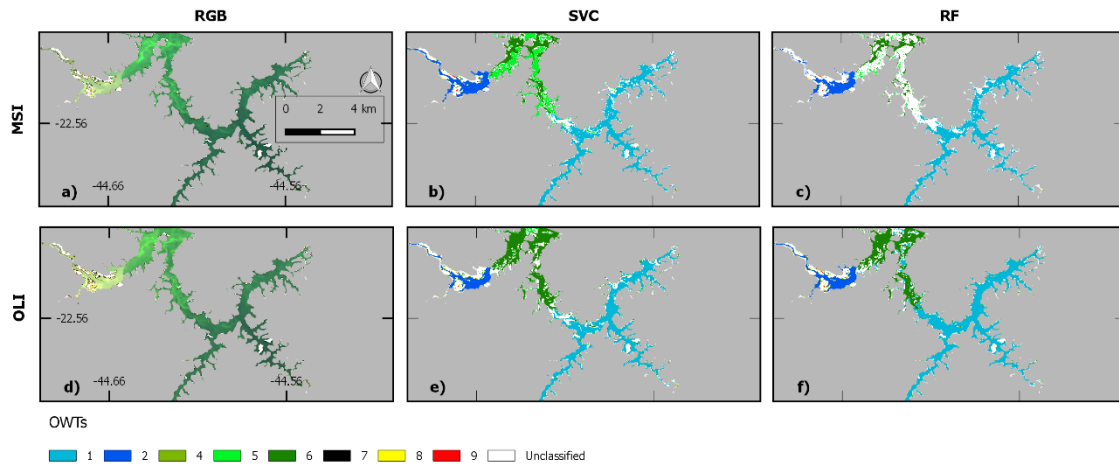 RGB SVC RF
MSI
0 2 4 km
-22.56
-44.66 -44.56
a) b) c)
OLI
-22.56
-44.66 -44.56
d) e) f)
OWTs
1 2 4 5 6 7 8 9 Unclassified